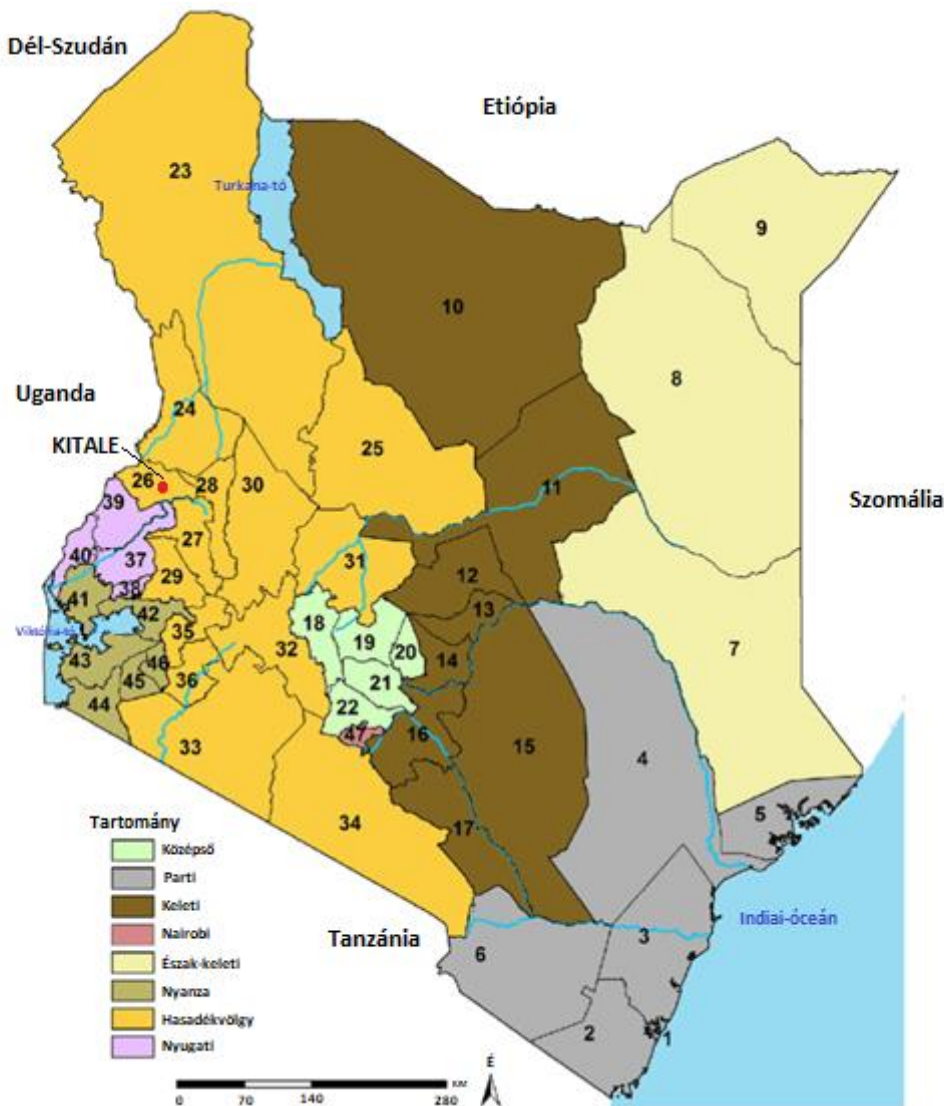 Dél-Szudán
Etiópia
23
Turkana-tó
9
10
8
Uganda
24
KITALE
25
26
28
30
11
Szomália
39
27
40
37
31
12
29
38
41
13
42
18
Viktória-tó
35
19
14
20
7
43
46
32
36
45
21
44
22
16
47
33
15
4
34
17
5
Tartomány
Középső
Parti
Keleti
Nairobi
Tanzánia
Indiai-óceán
3
6
Észak-keleti
Nyanza
Hasadékvölgy
2
1
Nyugati
É
KM
0 70 140 280